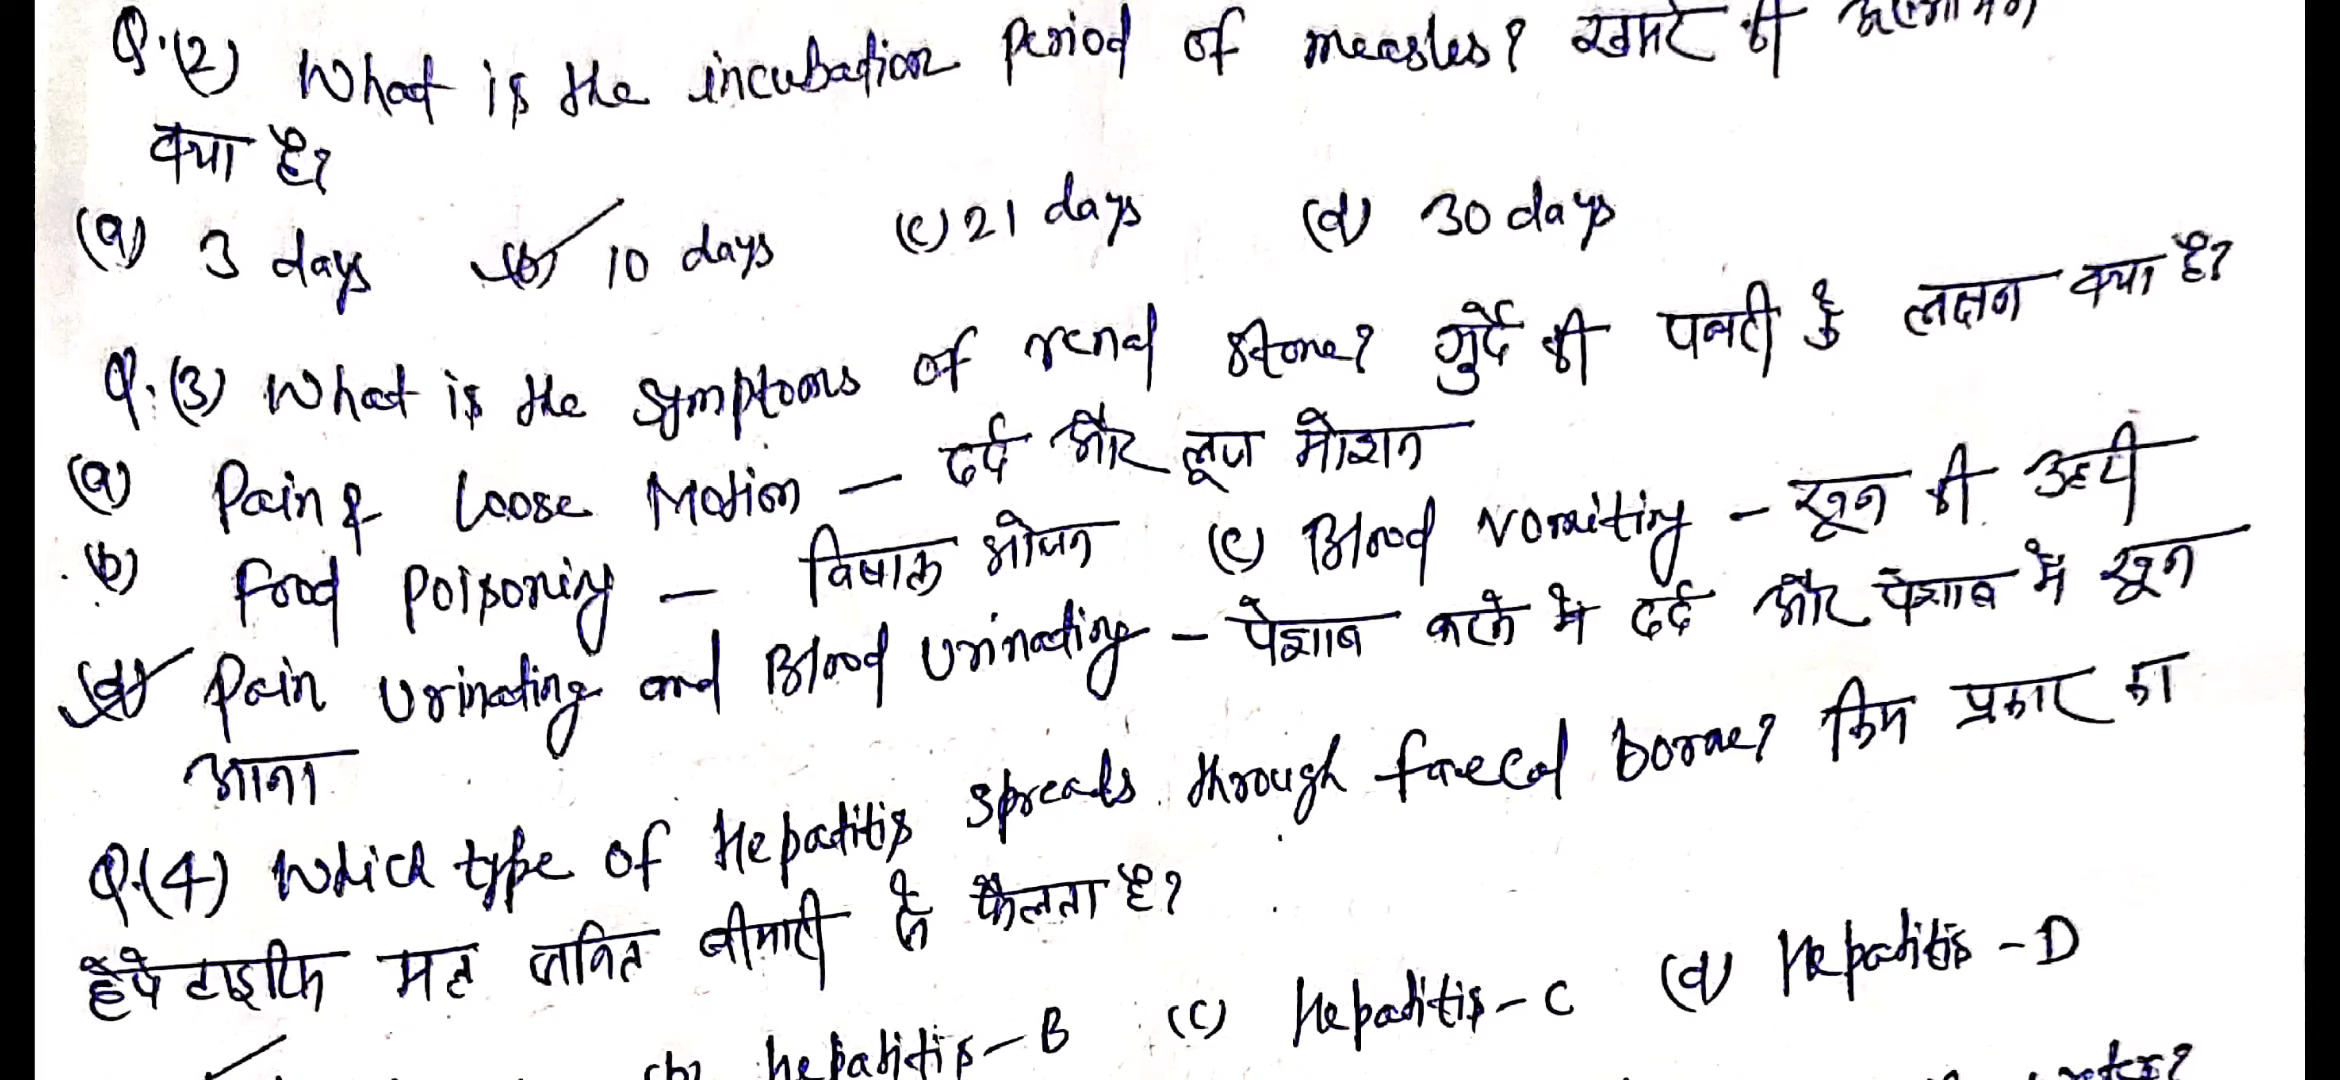 Q.(2) What is the incubation period of measles? खसरे की
क्या है?
(a) 3 days (b) 10 days (c) 21 days (d) 30 days
Q.(3) What is the symptoms of renal stone? गुर्दे की पथरी के लक्षण क्या है?
(a) Pain & Loose Motion – दर्द और लूज मोशन
(b) Food Poisoning – विषाक्त भोजन (c) Blood Vomiting – खून की उल्टी
(d) Pain Urinating and Blood Urinating – पेशाब करने में दर्द और पेशाब में खून
आना
Q.(4) Which type of Hepatitis spreads through faecal borne? किस प्रकार का
हेपेटाइटिस मल जनित बीमारी से फैलता है?
(b) hepatitis – B (c) Hepatitis – C (d) Hepatitis – D